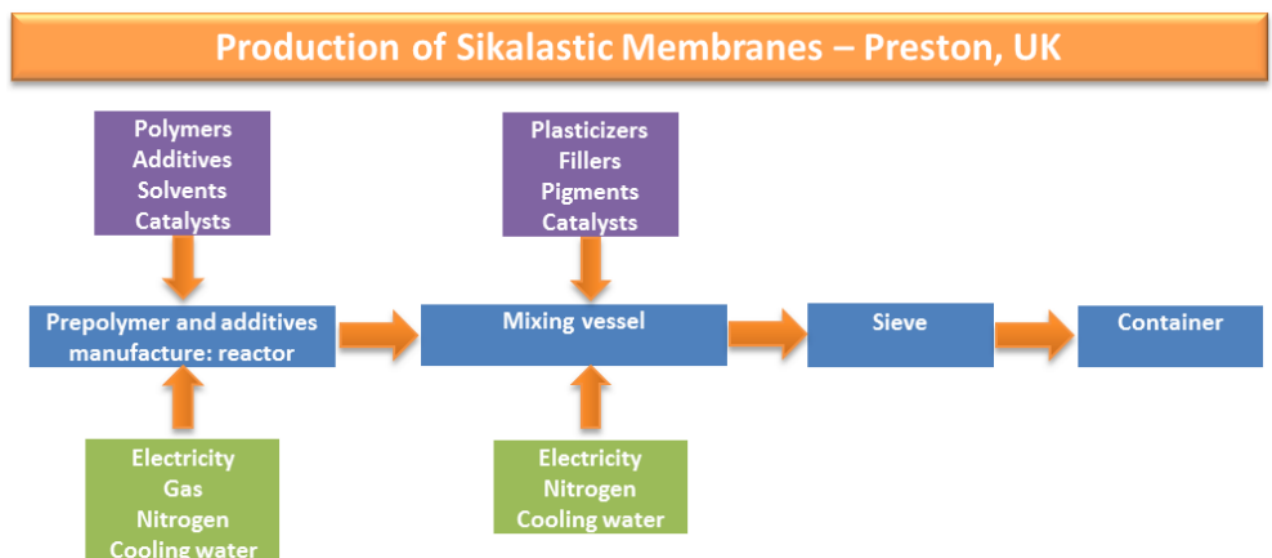 Production of Sikalastic Membranes – Preston, UK
Polymers
Additives
Solvents
Catalysts
Plasticizers
Fillers
Pigments
Catalysts
Prepolymer and additives
manufacture: reactor
Mixing vessel
Sieve
Container
Electricity
Gas
Nitrogen
Cooling water
Electricity
Nitrogen
Cooling water